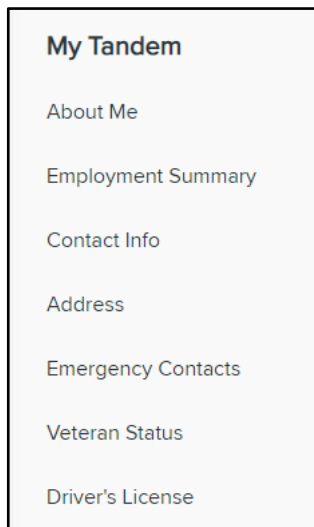 My Tandem
About Me
Employment Summary
Contact Info
Address
Emergency Contacts
Veteran Status
Driver's License